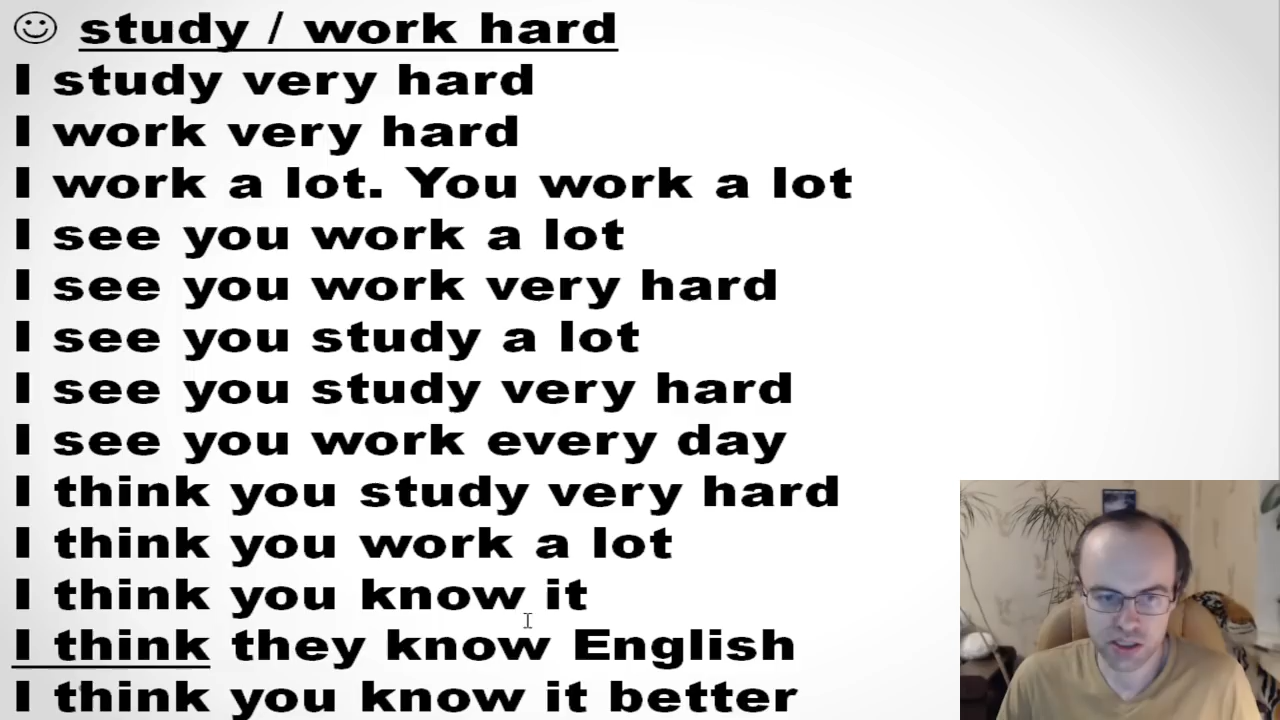 ☺ study / work hard
I study very hard
I work very hard
I work a lot. You work a lot
I see you work a lot
I see you work very hard
I see you study a lot
I see you study very hard
I see you work every day
I think you study very hard
I think you work a lot
I think you know it
I think they know English
I think you know it better